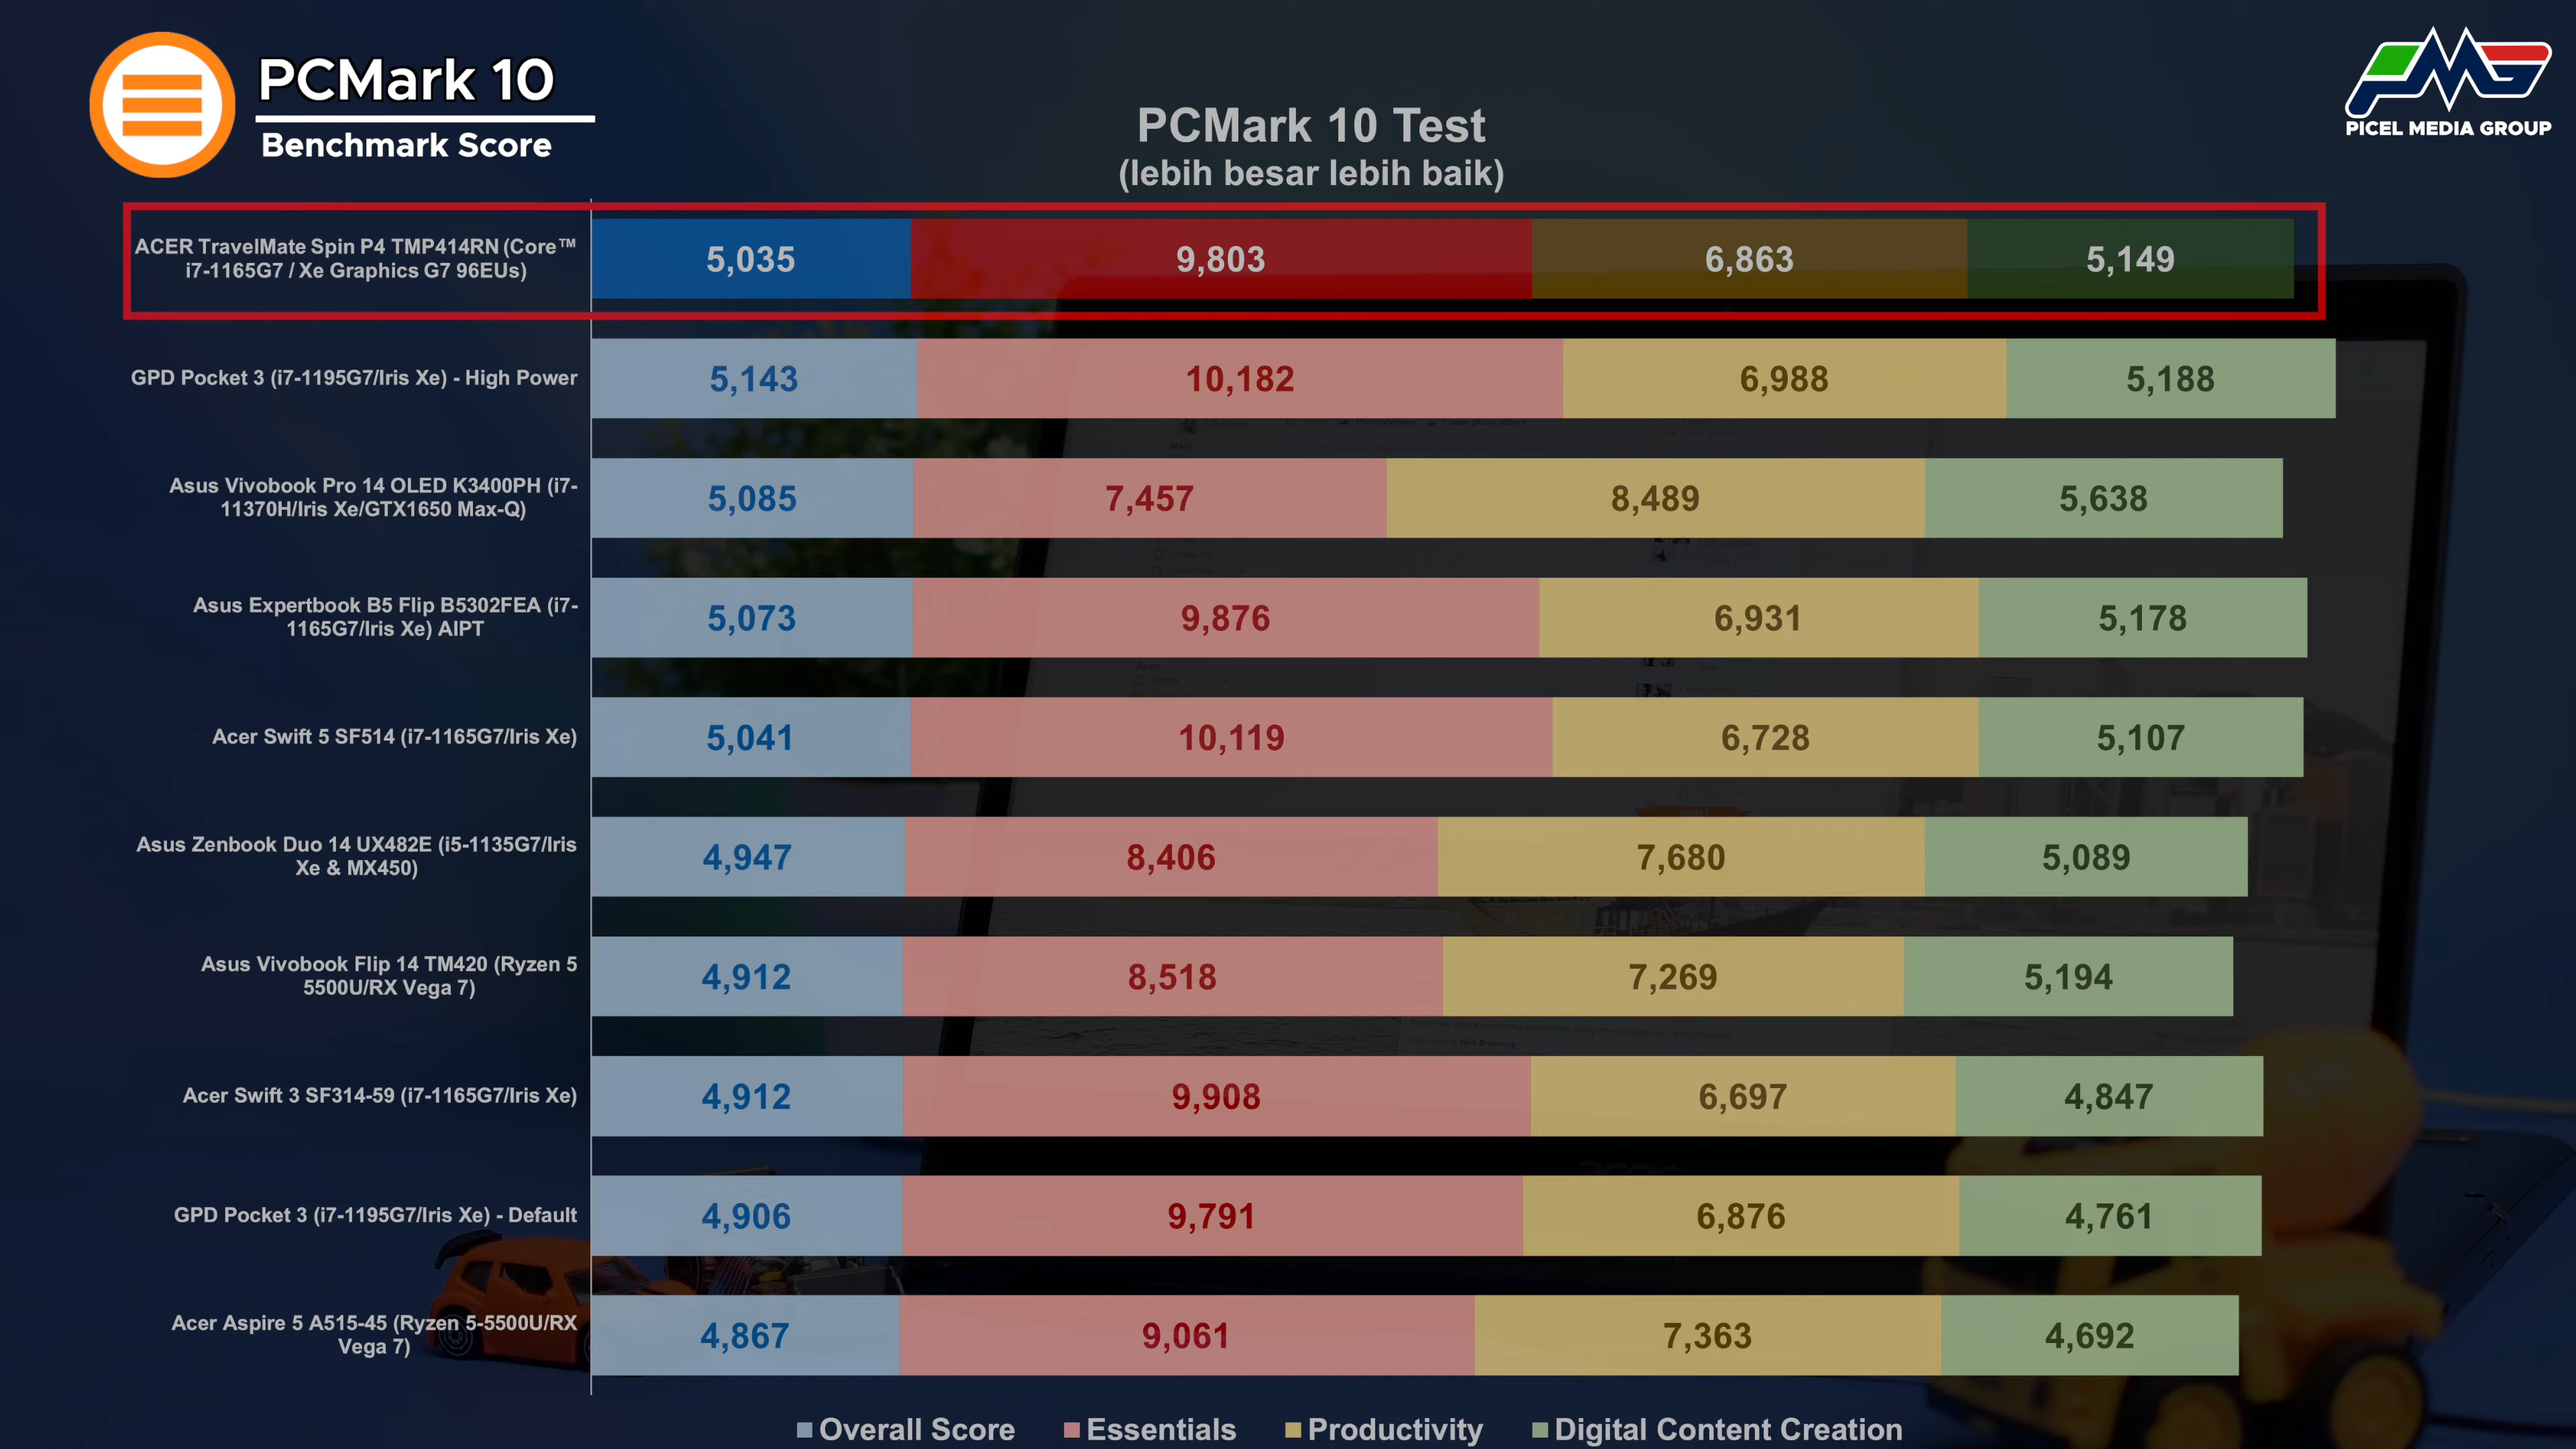 PCMark 10
Benchmark Score
PICEL MEDIA GROUP
PCMark 10 Test
(lebih besar lebih baik)
ACER TravelMate Spin P4 TMP414RN (Core™
i7-1165G7 / Xe Graphics G7 96EUs)
5,035 9,803 6,863 5,149
GPD Pocket 3 (i7-1195G7/Iris Xe) - High Power
5,143 10,182 6,988 5,188
Asus Vivobook Pro 14 OLED K3400PH (i7-
11370H/Iris Xe/GTX1650 Max-Q)
5,085 7,457 8,489 5,638
Asus Expertbook B5 Flip B5302FEA (i7-
1165G7/Iris Xe) AIPT
5,073 9,876 6,931 5,178
Acer Swift 5 SF514 (i7-1165G7/Iris Xe)
5,041 10,119 6,728 5,107
Asus Zenbook Duo 14 UX482E (i5-1135G7/Iris
Xe & MX450)
4,947 8,406 7,680 5,089
Asus Vivobook Flip 14 TM420 (Ryzen 5
5500U/RX Vega 7)
4,912 8,518 7,269 5,194
Acer Swift 3 SF314-59 (i7-1165G7/Iris Xe)
4,912 9,908 6,697 4,847
GPD Pocket 3 (i7-1195G7/Iris Xe) - Default
4,906 9,791 6,876 4,761
Acer Aspire 5 A515-45 (Ryzen 5-5500U/RX
Vega 7)
4,867 9,061 7,363 4,692
Overall Score Essentials Productivity Digital Content Creation